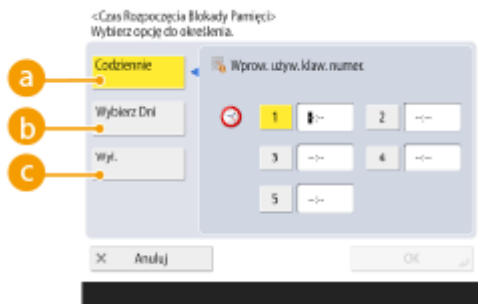 <Czas Rozpoczęcia Blokady Pamięci>
Wybierz opcję do określenia.
a Codziennie
Wprow. używ. klaw. numer.
b Wybierz Dni
1 -:-- 2 --:--
c Wył.
3 --:-- 4 --:--
5 --:--
× Anuluj OK